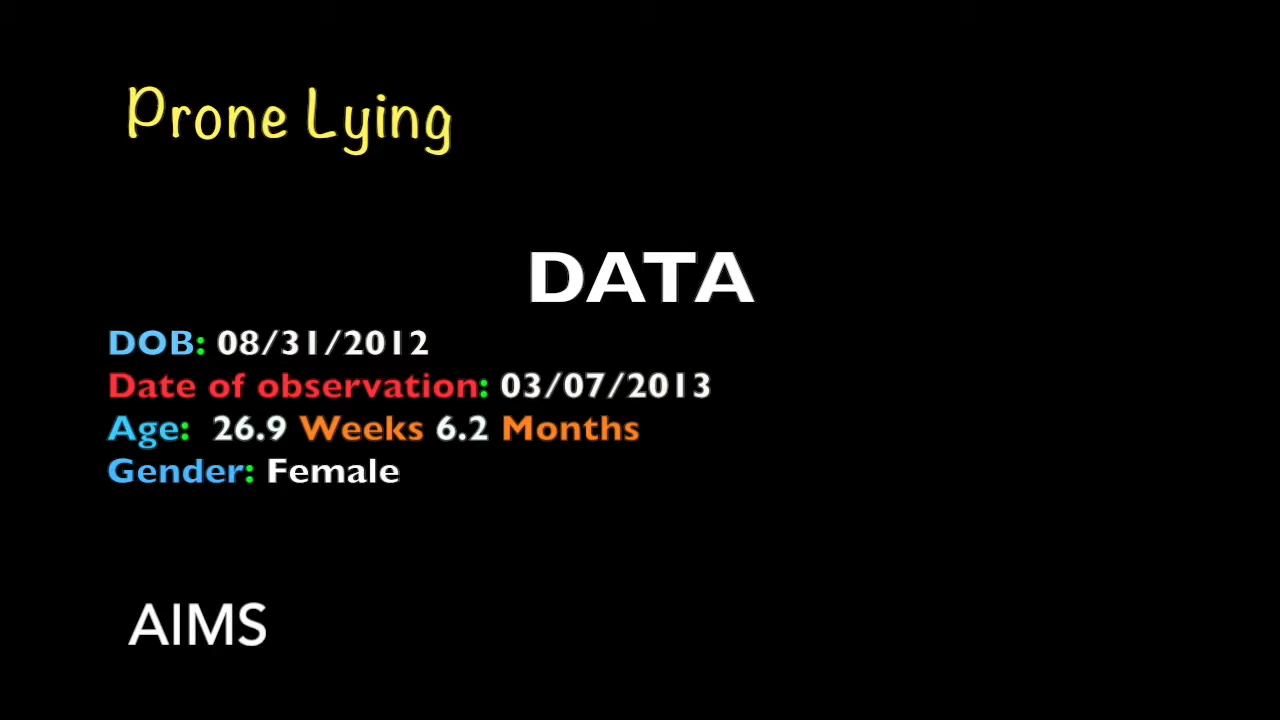 Prone Lying
DATA
DOB: 08/31/2012
Date of observation: 03/07/2013
Age: 26.9 Weeks 6.2 Months
Gender: Female
AIMS